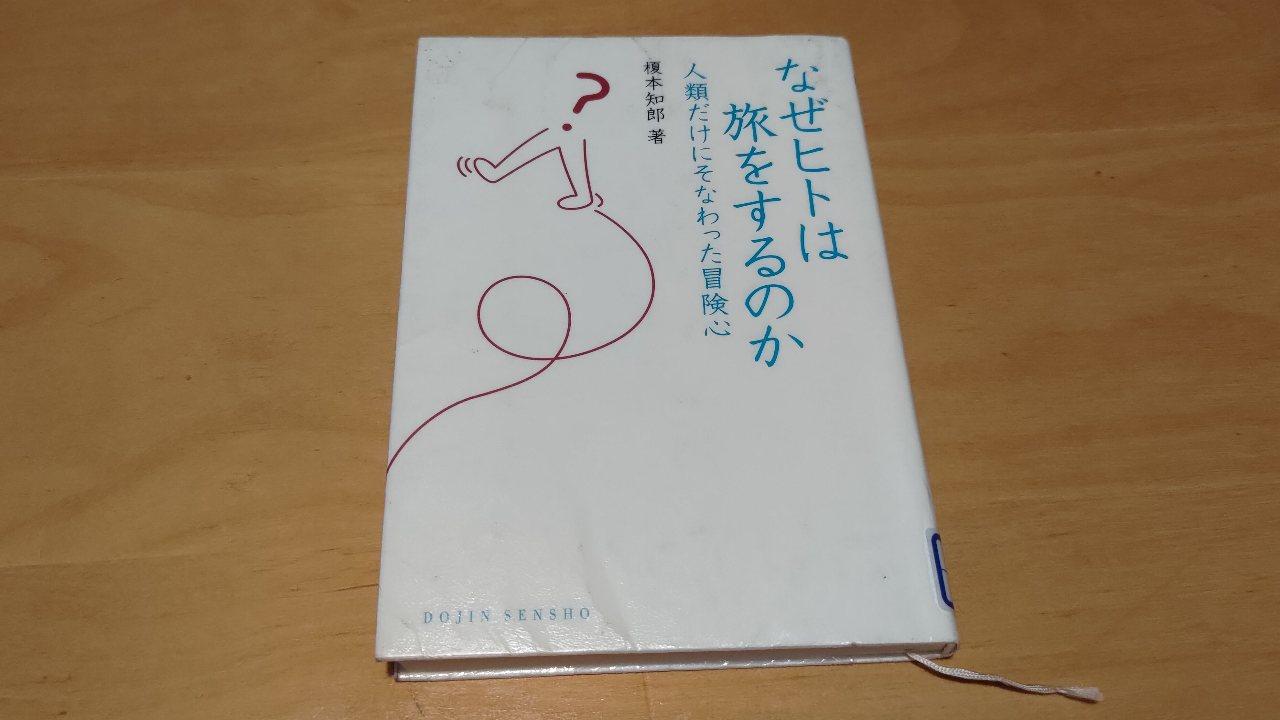 なぜヒトは
旅をするのか
人類だけにそなわった冒険心
榎本知郎 著
?
DOJIN SENSHO